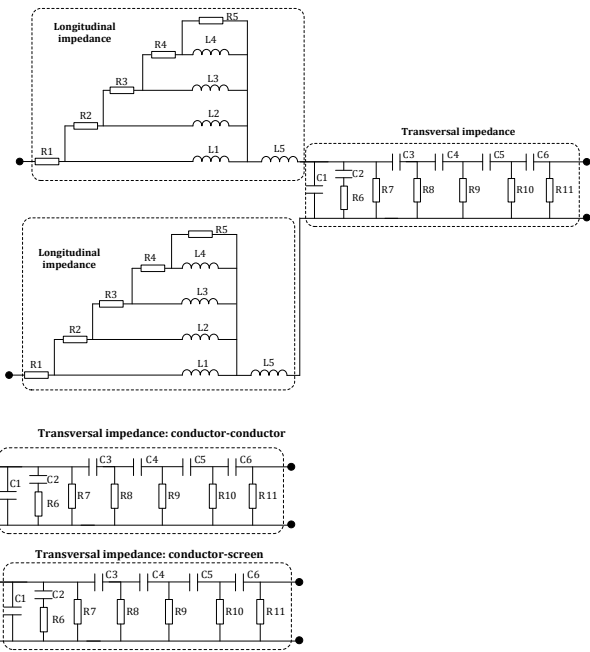 Longitudinal
impedance
R5
R4
L4
R3
L3
R2
L2
R1
L1
L5
Transversal impedance
C3
C4
C5
C6
C1
C2
R6
R7
R8
R9
R10
R11
Longitudinal
impedance
R5
R4
L4
R3
L3
R2
L2
R1
L1
L5
Transversal impedance: conductor-conductor
C3
C4
C5
C6
C1
C2
R6
R7
R8
R9
R10
R11
Transversal impedance: conductor-screen
C3
C4
C5
C6
C1
C2
R6
R7
R8
R9
R10
R11